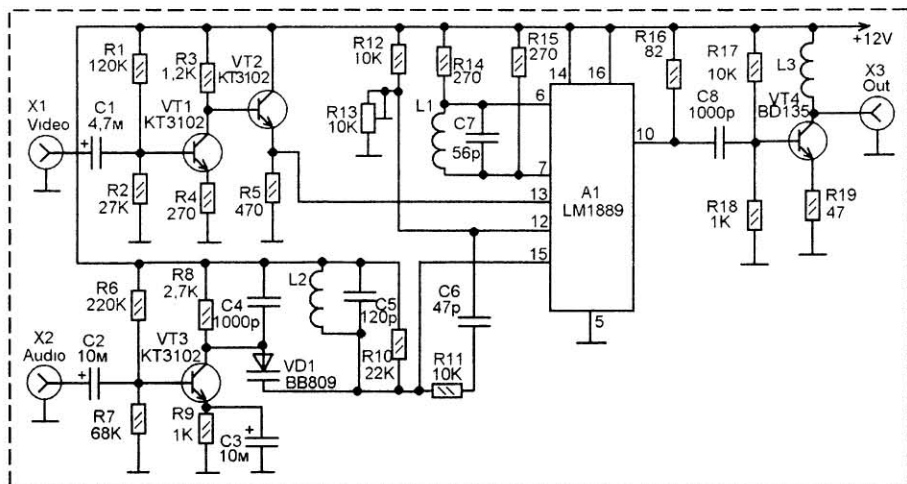 R1
120K
R3
1,2K
VT2
КТ3102
R12
10K
R14
270
R15
270
14
16
R16
82
R17
10K
L3
+12V
X3
Out
X1
Video
C1
4,7м
+
VT1
КТ3102
R13
10K
L1
C7
56p
6
7
10
C8
1000p
VT4
BD135
R2
27K
R4
270
R5
470
13
12
15
A1
LM1889
R18
1K
R19
47
R6
220K
R8
2,7K
C4
1000p
L2
C5
120p
C6
47p
5
X2
Audio
C2
10м
+
VT3
КТ3102
VD1
BB809
R10
22K
R11
10K
R7
68K
R9
1K
C3
10м
+